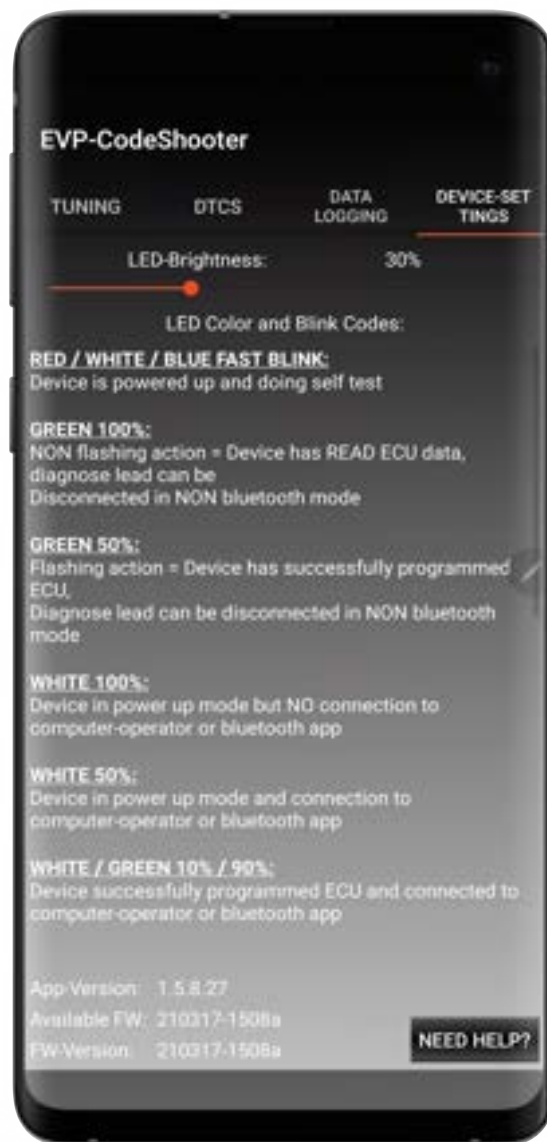 EVP-CodeShooter
TUNING
DTCS
DATA
LOGGING
DEVICE-SET
TINGS
LED-Brightness: 30%
LED Color and Blink Codes:
RED / WHITE / BLUE FAST BLINK:
Device is powered up and doing self test
GREEN 100%:
NON flashing action = Device has READ ECU data,
diagnose lead can be
Disconnected in NON bluetooth mode
GREEN 50%:
Flashing action = Device has successfully programmed
ECU,
Diagnose lead can be disconnected in NON bluetooth
mode
WHITE 100%:
Device in power up mode but NO connection to
computer-operator or bluetooth app
WHITE 50%:
Device in power up mode and connection to
computer-operator or bluetooth app
WHITE / GREEN 10% / 90%:
Device successfully programmed ECU and connected to
computer-operator or bluetooth app
App-Version: 1.5.8.27
Available FW: 210317-1508a
FW-Version: 210317-1508a
NEED HELP?